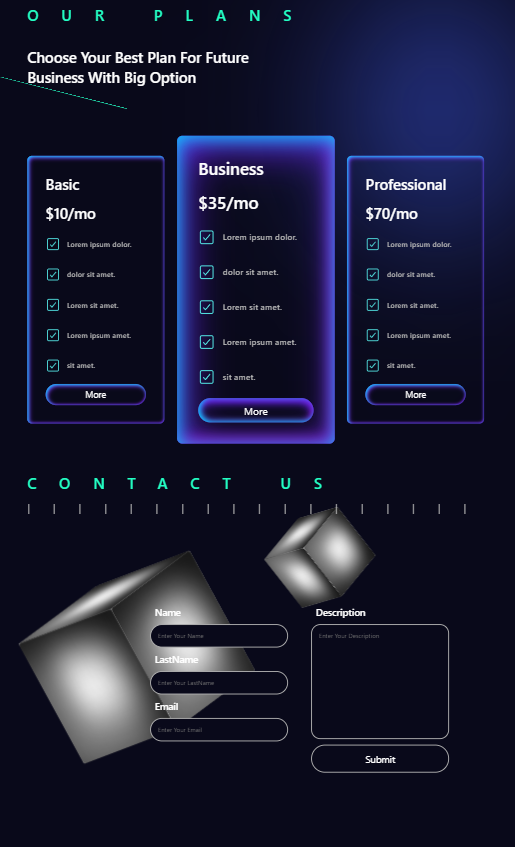 OUR PLANS
Choose Your Best Plan For Future
Business With Big Option
Basic
$10/mo
Lorem ipsum dolor.
dolor sit amet.
Lorem sit amet.
Lorem ipsum amet.
sit amet.
More
Business
$35/mo
Lorem ipsum dolor.
dolor sit amet.
Lorem sit amet.
Lorem ipsum amet.
sit amet.
More
Professional
$70/mo
Lorem ipsum dolor.
dolor sit amet.
Lorem sit amet.
Lorem ipsum amet.
sit amet.
More
CONTACT US
Name
Enter Your Name
LastName
Enter Your LastName
Email
Enter Your Email
Description
Enter Your Description
Submit